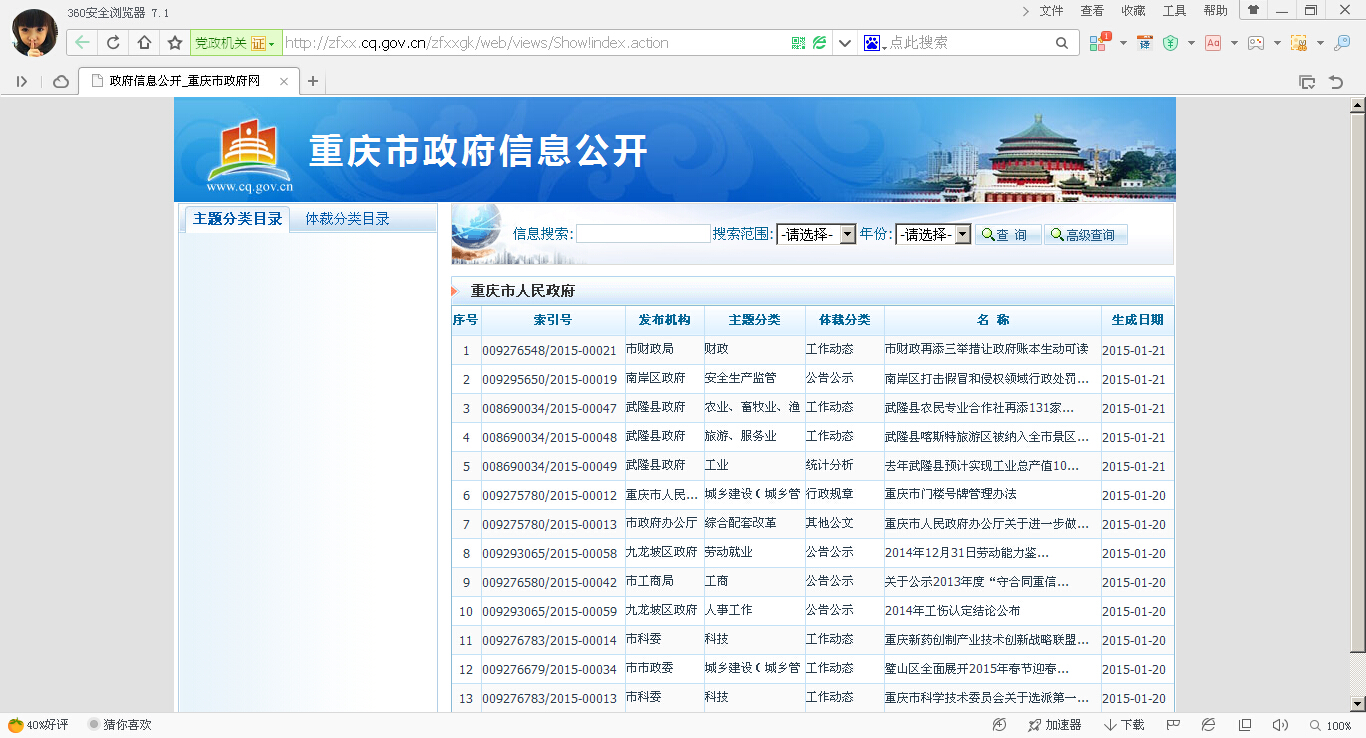 360安全浏览器 7.1
文件 查看 收藏 工具 帮助
党政机关 证 http://zfxx.cq.gov.cn/zfxxgk/web/views/Show!index.action 点此搜索 1 译 Aa
政府信息公开_重庆市政府网
重庆市政府信息公开
www.cq.gov.cn
主题分类目录 体裁分类目录
信息搜索: 搜索范围: -请选择- 年份: -请选择- 查 询 高级查询
重庆市人民政府
序号 索引号 发布机构 主题分类 体载分类 名 称 生成日期
1 009276548/2015-00021 市财政局 财政 工作动态 市财政再添三举措让政府账本生动可读 2015-01-21
2 009295650/2015-00019 南岸区政府 安全生产监管 公告公示 南岸区打击假冒和侵权领域行政处罚... 2015-01-21
3 008690034/2015-00047 武隆县政府 农业、畜牧业、渔 工作动态 武隆县农民专业合作社再添131家... 2015-01-21
4 008690034/2015-00048 武隆县政府 旅游、服务业 工作动态 武隆县喀斯特旅游区被纳入全市景区... 2015-01-21
5 008690034/2015-00049 武隆县政府 工业 统计分析 去年武隆县预计实现工业总产值10... 2015-01-21
6 009275780/2015-00012 重庆市人民... 城乡建设（城乡管 行政规章 重庆市门楼号牌管理办法 2015-01-20
7 009275780/2015-00013 市政府办公厅 综合配套改革 其他公文 重庆市人民政府办公厅关于进一步做... 2015-01-20
8 009293065/2015-00058 九龙坡区政府 劳动就业 公告公示 2014年12月31日劳动能力鉴... 2015-01-20
9 009276580/2015-00042 市工商局 工商 公告公示 关于公示2013年度“守合同重信... 2015-01-20
10 009293065/2015-00059 九龙坡区政府 人事工作 公告公示 2014年工伤认定结论公布 2015-01-20
11 009276783/2015-00014 市科委 科技 工作动态 重庆新药创制产业技术创新战略联盟... 2015-01-20
12 009276679/2015-00034 市市政委 城乡建设（城乡管 工作动态 璧山区全面展开2015年春节迎春... 2015-01-20
13 009276783/2015-00013 市科委 科技 工作动态 重庆市科学技术委员会关于选派第一... 2015-01-20
40%好评 猜你喜欢 加速器 下载 100%